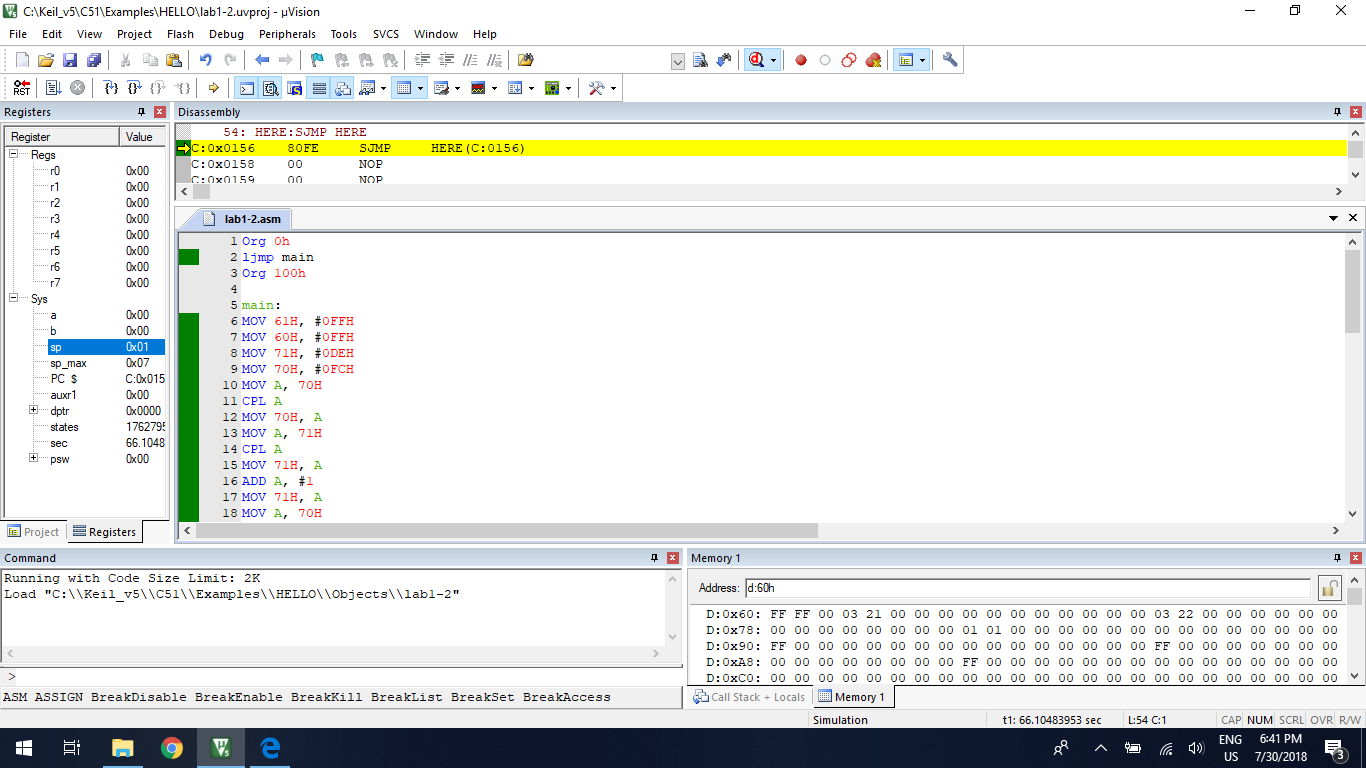 C:\Keil_v5\C51\Examples\HELLO\lab1-2.uvproj - µVision
File Edit View Project Flash Debug Peripherals Tools SVCS Window Help
RST
Registers
Register Value
Regs
r0 0x00
r1 0x00
r2 0x00
r3 0x00
r4 0x00
r5 0x00
r6 0x00
r7 0x00
Sys
a 0x00
b 0x00
sp 0x01
sp_max 0x07
PC $ C:0x015
auxr1 0x00
dptr 0x0000
states 1762795
sec 66.1048
psw 0x00
Project Registers
Disassembly
54: HERE:SJMP HERE
C:0x0156 80FE SJMP HERE(C:0156)
C:0x0158 00 NOP
C:0x0159 00 NOP
lab1-2.asm
1 Org 0h
2 ljmp main
3 Org 100h
4
5 main:
6 MOV 61H, #0FFH
7 MOV 60H, #0FFH
8 MOV 71H, #0DEH
9 MOV 70H, #0FCH
10 MOV A, 70H
11 CPL A
12 MOV 70H, A
13 MOV A, 71H
14 CPL A
15 MOV 71H, A
16 ADD A, #1
17 MOV 71H, A
18 MOV A, 70H
Command
Running with Code Size Limit: 2K
Load "C:\\Keil_v5\\C51\\Examples\\HELLO\\Objects\\lab1-2"
>
ASM ASSIGN BreakDisable BreakEnable BreakKill BreakList BreakSet BreakAccess
Memory 1
Address: d:60h
D:0x60: FF FF 00 03 21 00 00 00 00 00 00 00 00 00 00 00 03 22 00 00 00 00 00 00
D:0x78: 00 00 00 00 00 00 00 00 01 01 00 00 00 00 00 00 00 00 00 00 00 00 00 00
D:0x90: FF 00 00 00 00 00 00 00 00 00 00 00 00 00 00 00 FF 00 00 00 00 00 00 00
D:0xA8: 00 00 00 00 00 00 00 00 FF 00 00 00 00 00 00 00 00 00 00 00 00 00 00 00
D:0xC0: 00 00 00 00 00 00 00 00 00 00 00 00 00 00 00 00 00 00 00 00 00 00 00 00
Call Stack + Locals Memory 1
Simulation t1: 66.10483953 sec L:54 C:1 CAP NUM SCRL OVR R/W
ENG
US
6:41 PM
7/30/2018
3